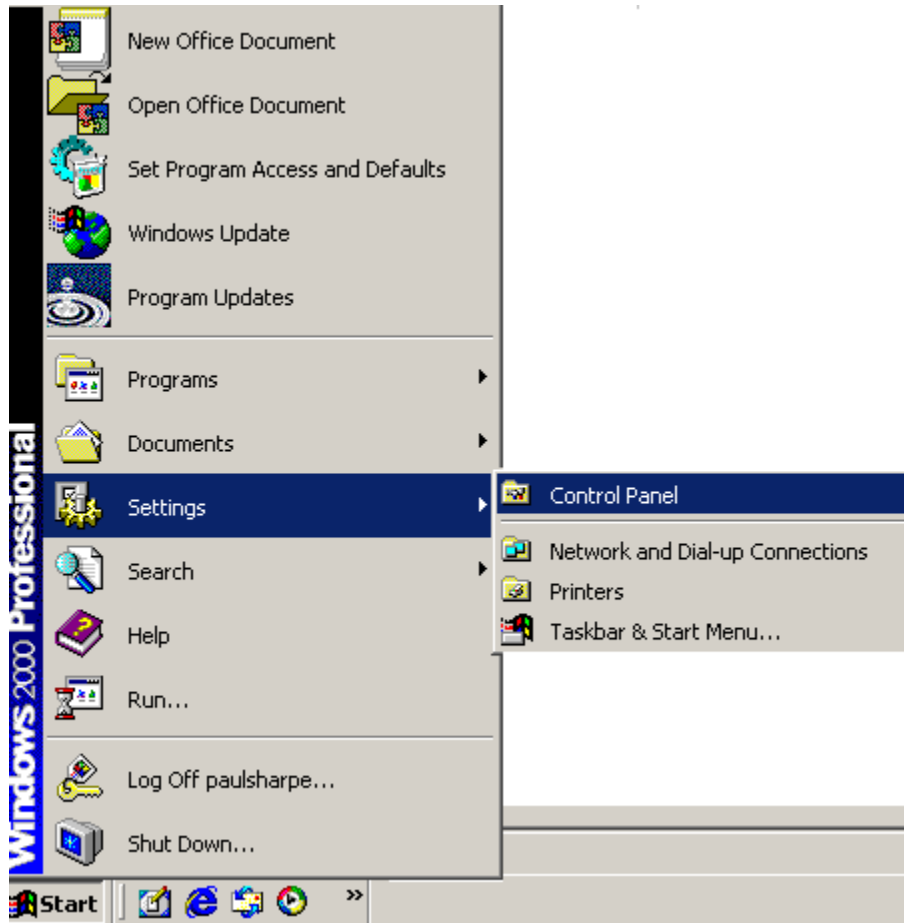 New Office Document
Open Office Document
Set Program Access and Defaults
Windows Update
Program Updates
Programs
Documents
Settings
Search
Help
Run...
Log Off paulsharpe...
Shut Down...
Control Panel
Network and Dial-up Connections
Printers
Taskbar & Start Menu...
Windows 2000 Professional
Start
»